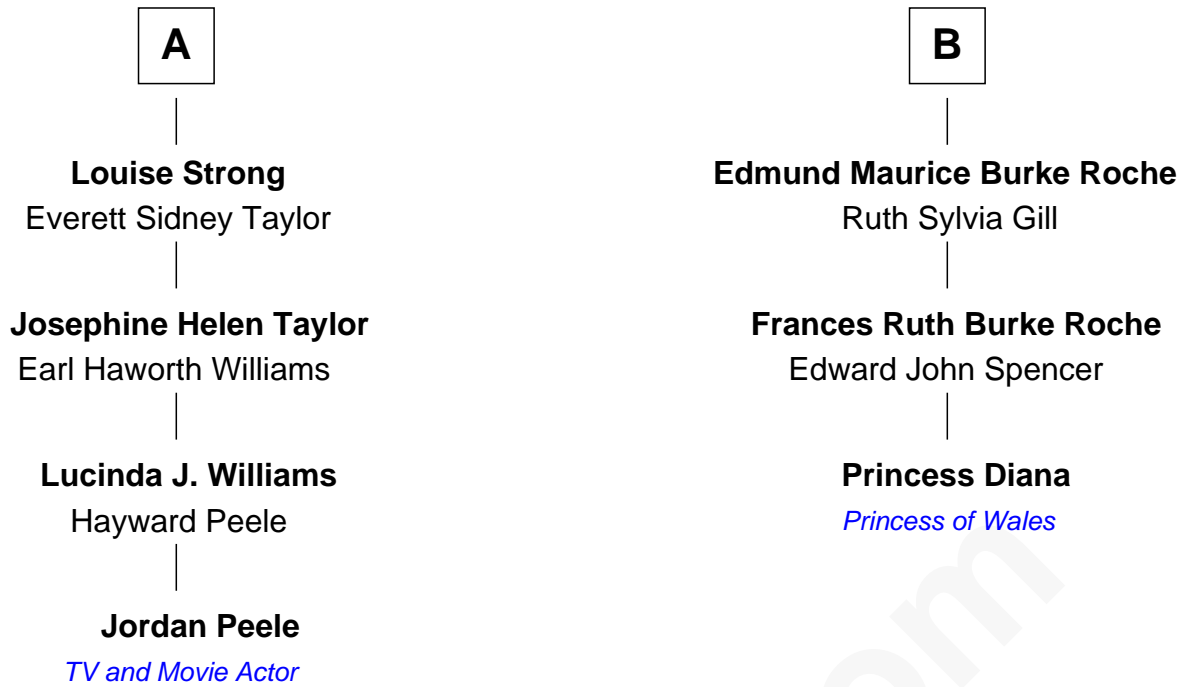 A
Louise Strong
Everett Sidney Taylor
Josephine Helen Taylor
Earl Haworth Williams
Lucinda J. Williams
Hayward Peele
Jordan Peele
TV and Movie Actor
B
Edmund Maurice Burke Roche
Ruth Sylvia Gill
Frances Ruth Burke Roche
Edward John Spencer
Princess Diana
Princess of Wales
om